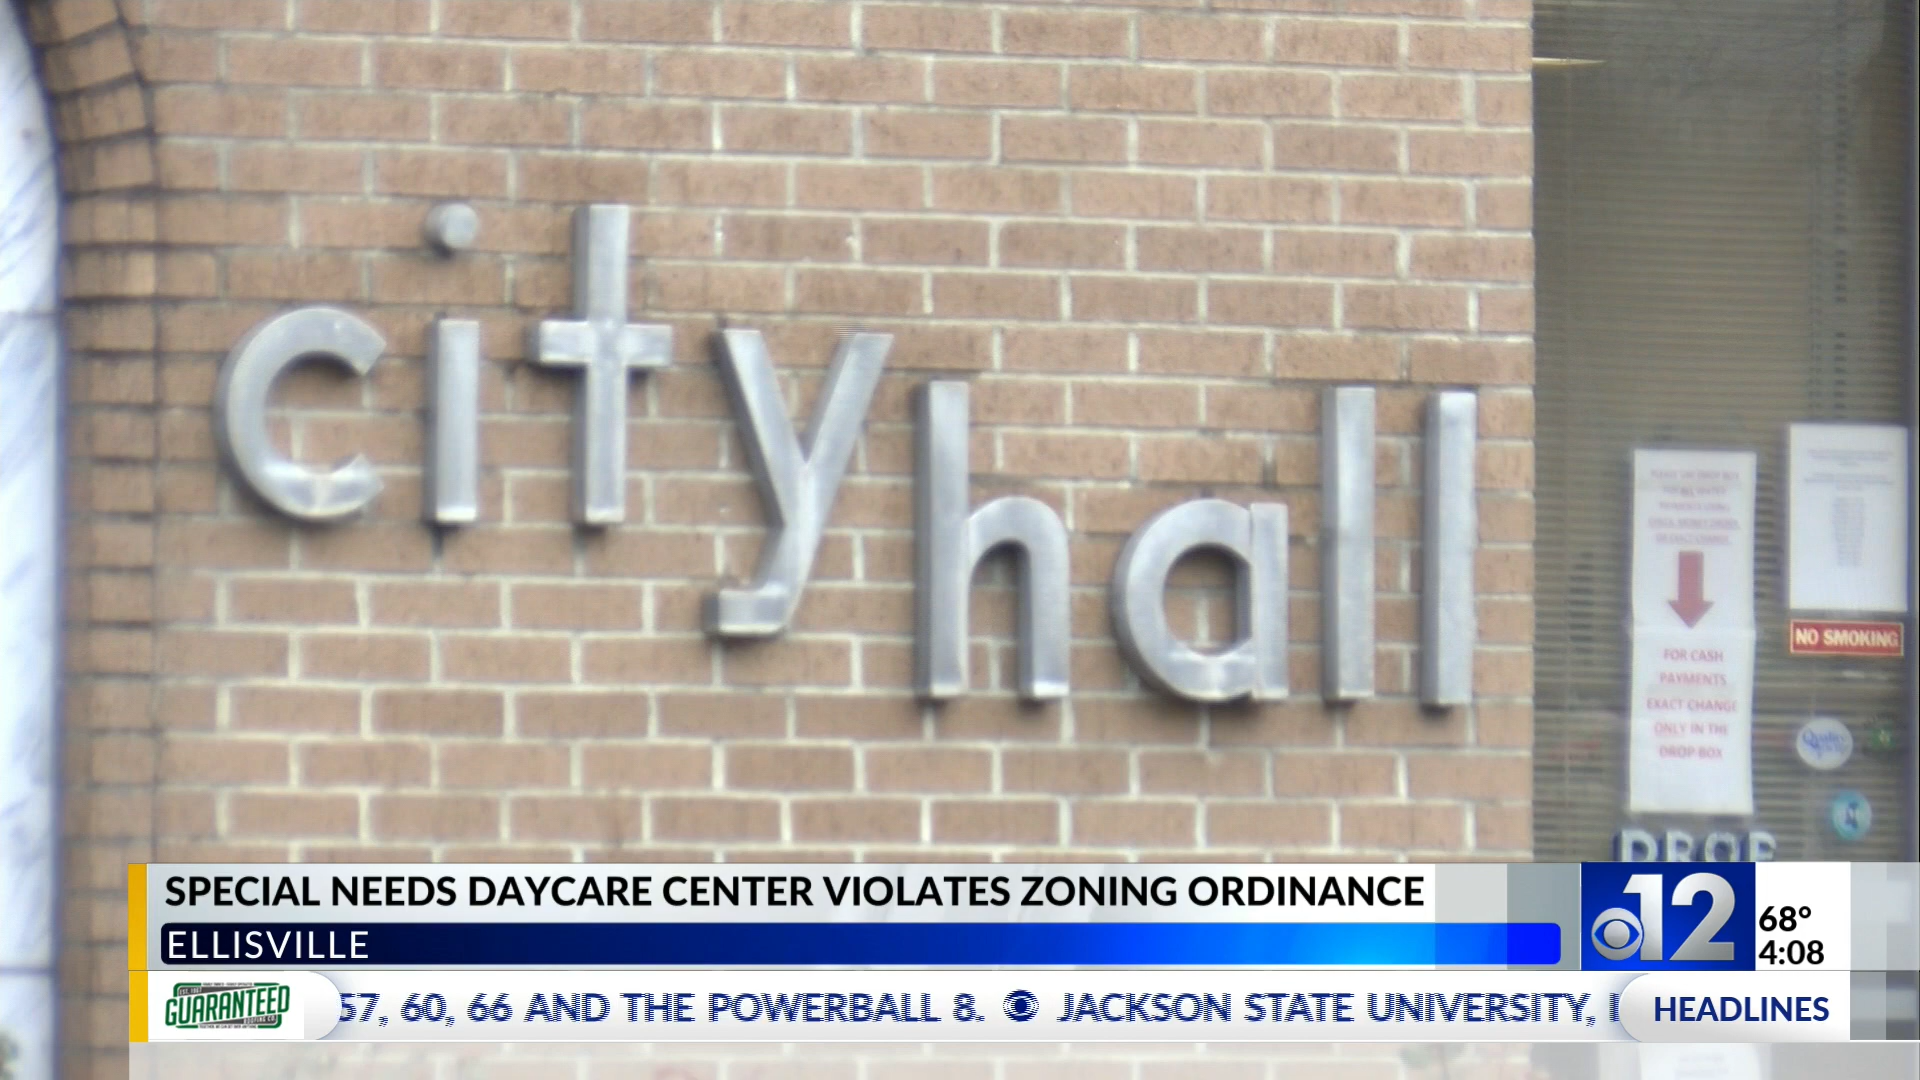 city hall
FOR CASH
PAYMENTS
EXACT CHANGE
ONLY IN THE
DROP BOX
NO SMOKING
DROP
SPECIAL NEEDS DAYCARE CENTER VIOLATES ZONING ORDINANCE
ELLISVILLE
12
68°
4:08
GUARANTEED
57, 60, 66 AND THE POWERBALL 8. JACKSON STATE UNIVERSITY,
HEADLINES